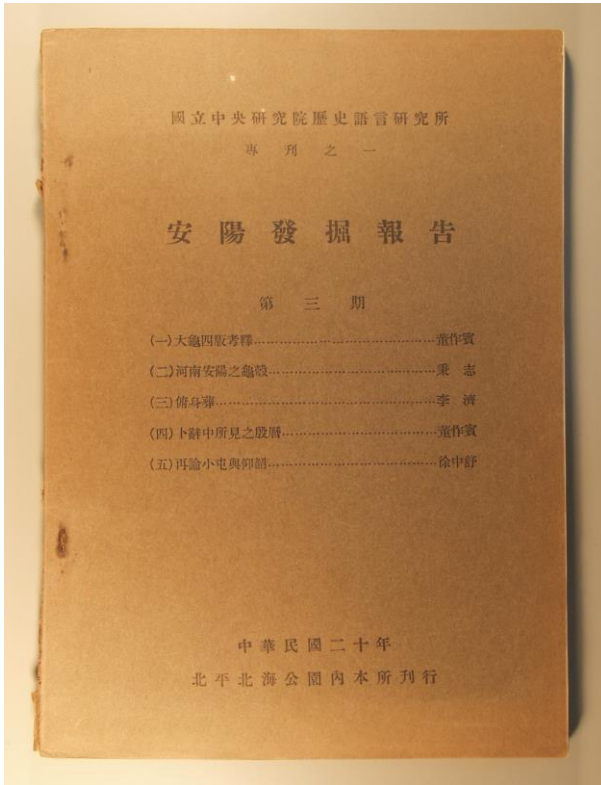 國立中央研究院歷史語言研究所
專刊之一
安陽發掘報告
第三期
(一)大龜四版考釋……………………………董作賓
(二)河南安陽之龜殼……………………………秉志
(三)俯身葬……………………………李濟
(四)卜辭中所見之殷曆……………………………董作賓
(五)再論小屯與仰韶……………………………徐中舒
中華民國二十年
北平北海公園內本所刊行